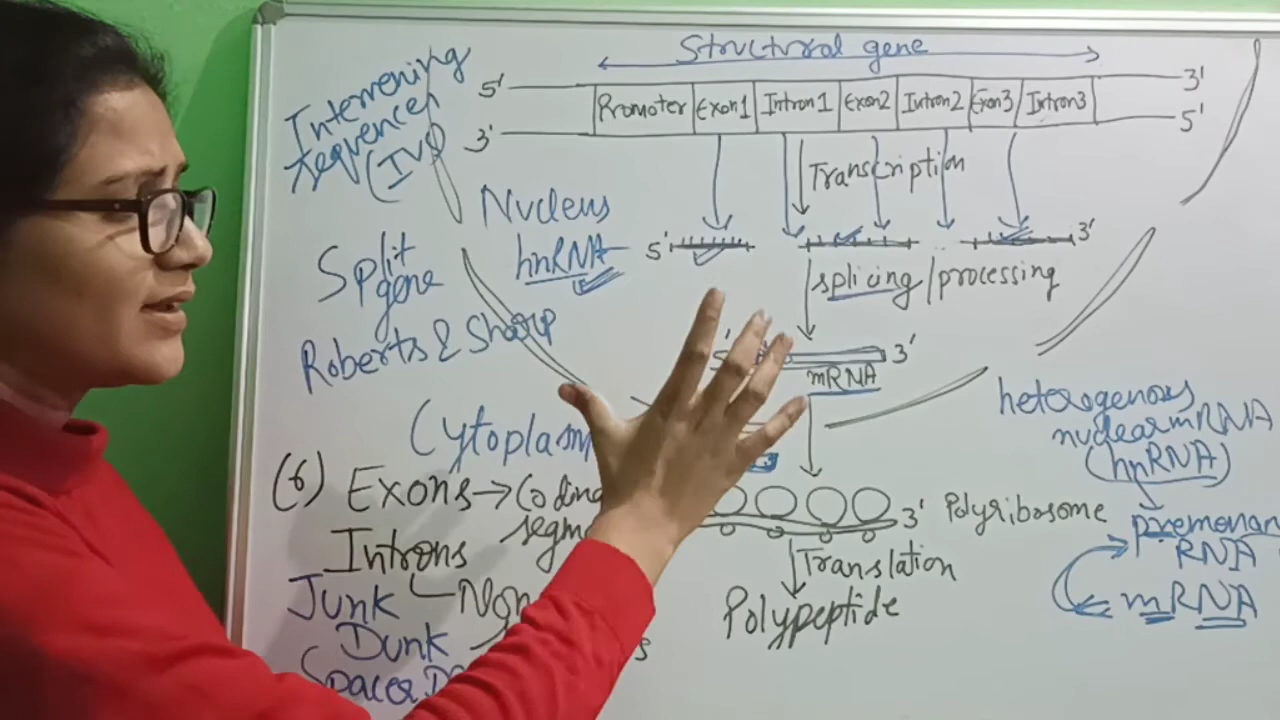 Structural gene
5' 3'
Promoter Exon1 Intron1 Exon2 Intron2 Exon3 Intron3
3' 5'
Intervening
sequences
(IVS)
Transcription
Nucleus
hnRNA
5' 3'
splicing/processing
Split
gene
Roberts & Sharp
3'
mRNA
Cytoplasm
heterogenous
nuclear mRNA
(hnRNA)
(6) Exons → Coding
segm
Introns
Non
Junk
Dunk
Spacer D
3' Polyribosome
Translation
Polypeptide
RNA
mRNA